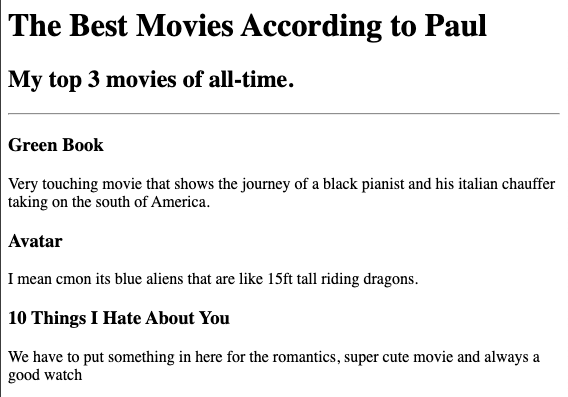 The Best Movies According to Paul
My top 3 movies of all-time.
Green Book
Very touching movie that shows the journey of a black pianist and his italian chauffer
taking on the south of America.
Avatar
I mean cmon its blue aliens that are like 15ft tall riding dragons.
10 Things I Hate About You
We have to put something in here for the romantics, super cute movie and always a
good watch